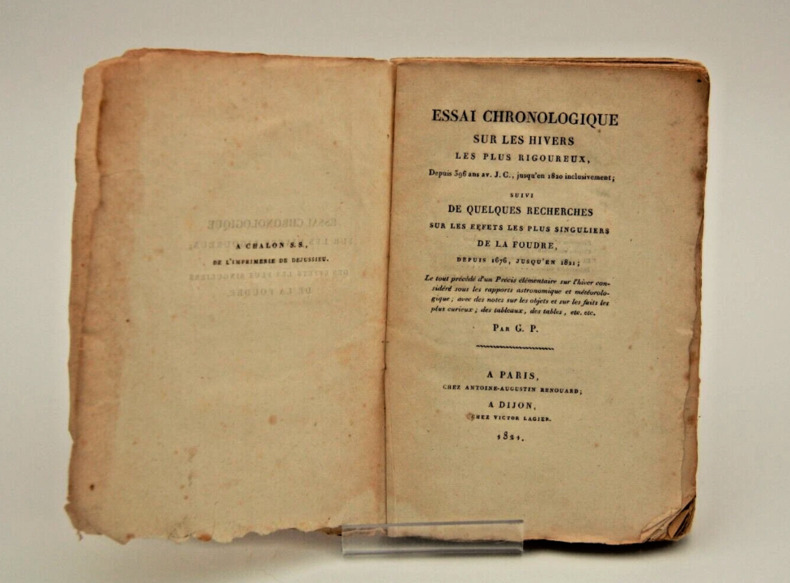 A CHALON S.S.,
DE L'IMPRIMERIE DE DEJUSSIEU.
ESSAI CHRONOLOGIQUE
SUR LES HIVERS
LES PLUS RIGOUREUX,
Depuis 396 ans av. J. C., jusqu'en 1820 inclusivement;
SUIVI
DE QUELQUES RECHERCHES
SUR LES EFFETS LES PLUS SINGULIERS
DE LA FOUDRE,
DEPUIS 1676, JUSQU'EN 1821;
Le tout précédé d'un Précis élémentaire sur l'hiver con-
sidéré sous les rapports astronomique et météorolo-
gique; avec des notes sur les objets et sur les faits les
plus curieux; des tableaux, des tables, etc. etc.
PAR G. P.
A PARIS,
CHEZ ANTOINE-AUGUSTIN RENOUARD;
A DIJON,
CHEZ VICTOR LAGIER.
1821.